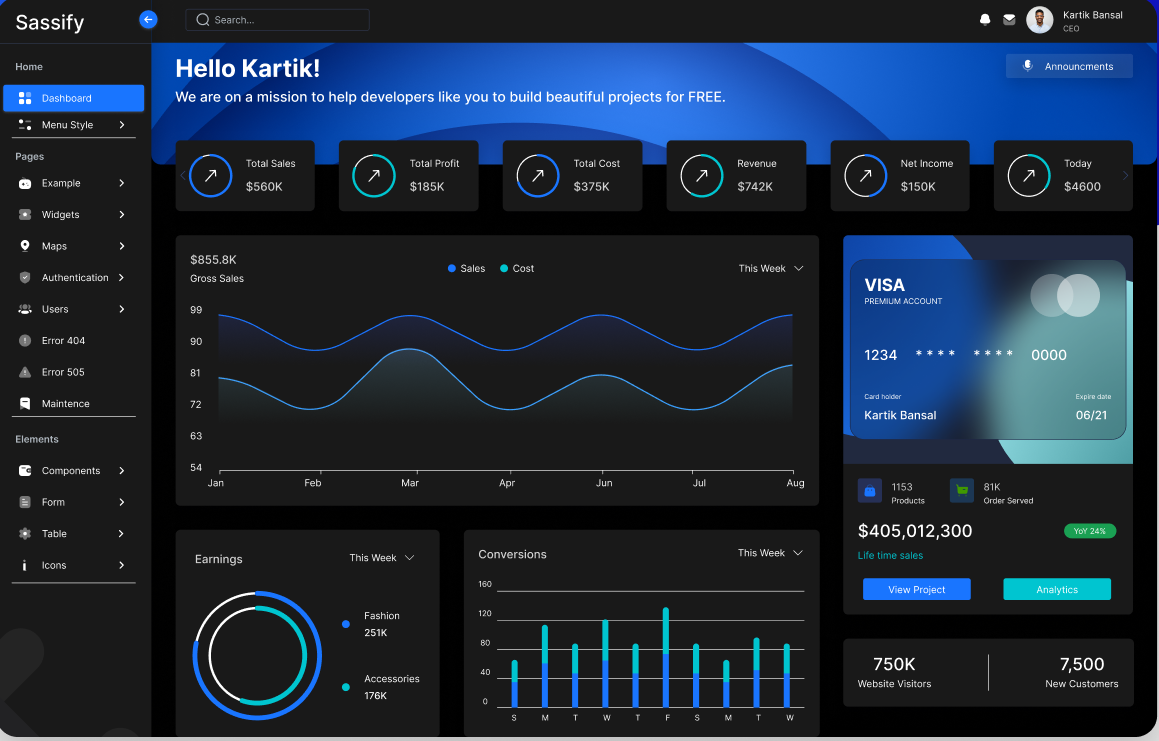 Sassify
Search...
Kartik Bansal
CEO
Home
Dashboard
Menu Style
Pages
Example
Widgets
Maps
Authentication
Users
Error 404
Error 505
Maintence
Elements
Components
Form
Table
Icons
Hello Kartik!
Announcments
We are on a mission to help developers like you to build beautiful projects for FREE.
Total Sales
$560K
Total Profit
$185K
Total Cost
$375K
Revenue
$742K
Net Income
$150K
Today
$4600
$855.8K
Gross Sales
Sales
Cost
This Week
99
90
81
72
63
54
Jan Feb Mar Apr Jun Jul Aug
VISA
PREMIUM ACCOUNT
1234 **** **** 0000
Card holder
Expire date
Kartik Bansal
06/21
1153
Products
81K
Order Served
$405,012,300
YoY 24%
Life time sales
View Project
Analytics
Earnings
This Week
Fashion
251K
Accessories
176K
Conversions
This Week
160
120
80
40
0
S M T W T F S M T W
750K
Website Visitors
7,500
New Customers